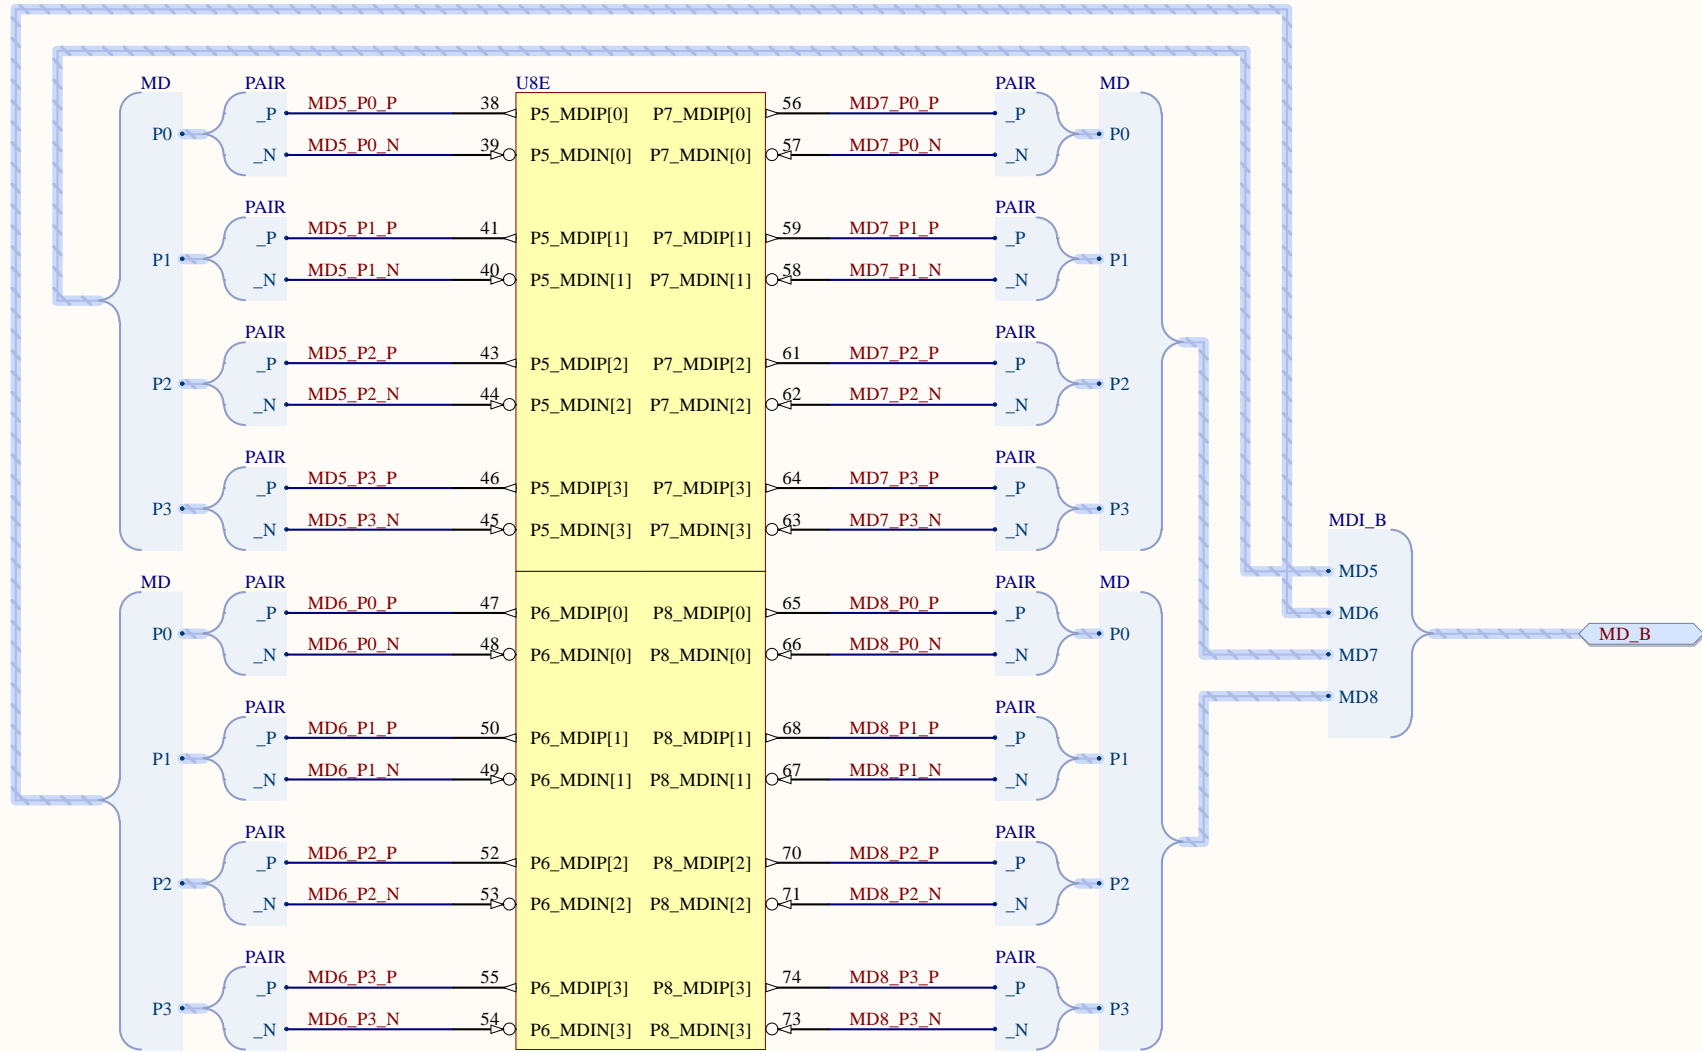 MD PAIR U8E PAIR MD
_P MD5_P0_P 38 P5_MDIP[0] P7_MDIP[0] 56 MD7_P0_P _P
P0 P0
_N MD5_P0_N 39 P5_MDIN[0] P7_MDIN[0] 57 MD7_P0_N _N
PAIR PAIR
_P MD5_P1_P 41 P5_MDIP[1] P7_MDIP[1] 59 MD7_P1_P _P
P1 P1
_N MD5_P1_N 40 P5_MDIN[1] P7_MDIN[1] 58 MD7_P1_N _N
PAIR PAIR
_P MD5_P2_P 43 P5_MDIP[2] P7_MDIP[2] 61 MD7_P2_P _P
P2 P2
_N MD5_P2_N 44 P5_MDIN[2] P7_MDIN[2] 62 MD7_P2_N _N
PAIR PAIR
_P MD5_P3_P 46 P5_MDIP[3] P7_MDIP[3] 64 MD7_P3_P _P
P3 P3
_N MD5_P3_N 45 P5_MDIN[3] P7_MDIN[3] 63 MD7_P3_N _N
MDI_B
MD5
MD PAIR PAIR MD
_P MD6_P0_P 47 P6_MDIP[0] P8_MDIP[0] 65 MD8_P0_P _P MD6
P0 P0 MD_B
_N MD6_P0_N 48 P6_MDIN[0] P8_MDIN[0] 66 MD8_P0_N _N MD7
MD8
PAIR PAIR
_P MD6_P1_P 50 P6_MDIP[1] P8_MDIP[1] 68 MD8_P1_P _P
P1 P1
_N MD6_P1_N 49 P6_MDIN[1] P8_MDIN[1] 67 MD8_P1_N _N
PAIR PAIR
_P MD6_P2_P 52 P6_MDIP[2] P8_MDIP[2] 70 MD8_P2_P _P
P2 P2
_N MD6_P2_N 53 P6_MDIN[2] P8_MDIN[2] 71 MD8_P2_N _N
PAIR PAIR
_P MD6_P3_P 55 P6_MDIP[3] P8_MDIP[3] 74 MD8_P3_P _P
P3 P3
_N MD6_P3_N 54 P6_MDIN[3] P8_MDIN[3] 73 MD8_P3_N _N